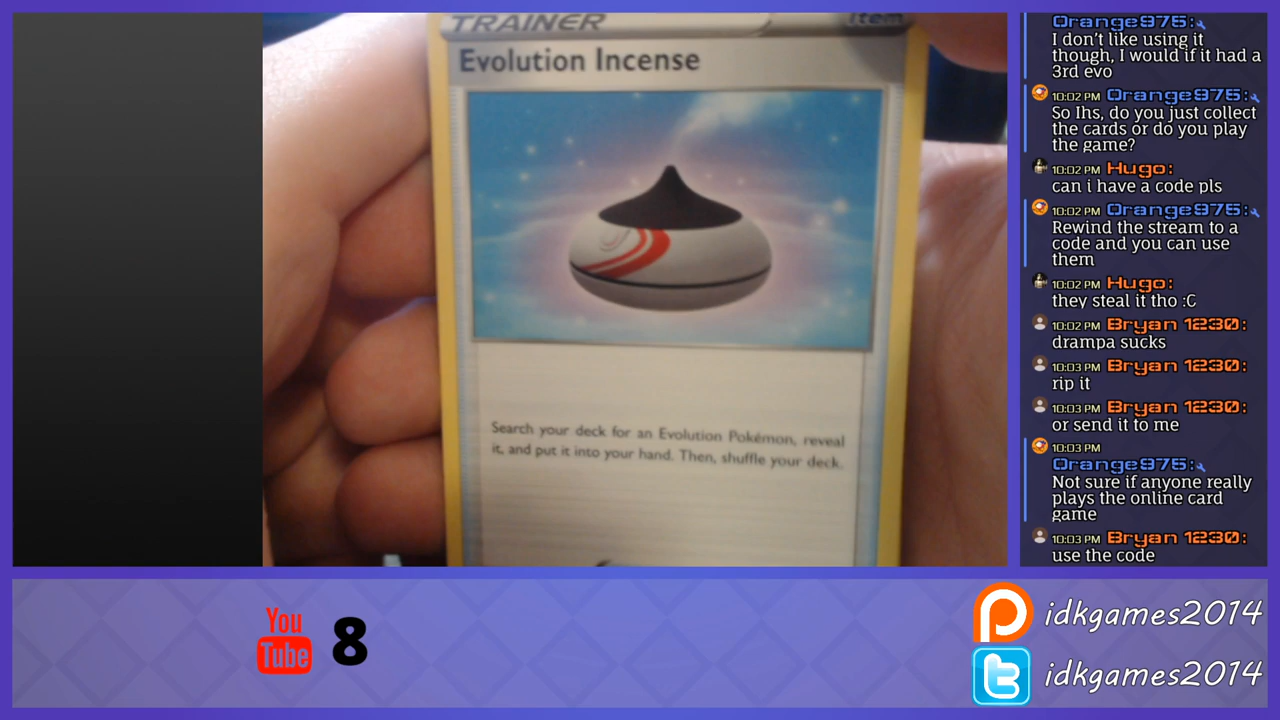 TRAINER
Item
Evolution Incense
Search your deck for an Evolution Pokémon, reveal
it, and put it into your hand. Then, shuffle your deck.
Orange975:
I don't like using it
though, I would if it had a
3rd evo
10:02 PM Orange975:
So Ihs, do you just collect
the cards or do you play
the game?
10:02 PM Hugo:
can i have a code pls
10:02 PM Orange975:
Rewind the stream to a
code and you can use
them
10:02 PM Hugo:
they steal it tho :C
10:02 PM Bryan 1230:
drampa sucks
10:03 PM Bryan 1230:
rip it
10:03 PM Bryan 1230:
or send it to me
10:03 PM
Orange975:
Not sure if anyone really
plays the online card
game
10:03 PM Bryan 1230:
use the code
You
Tube
8
idkgames2014
idkgames2014